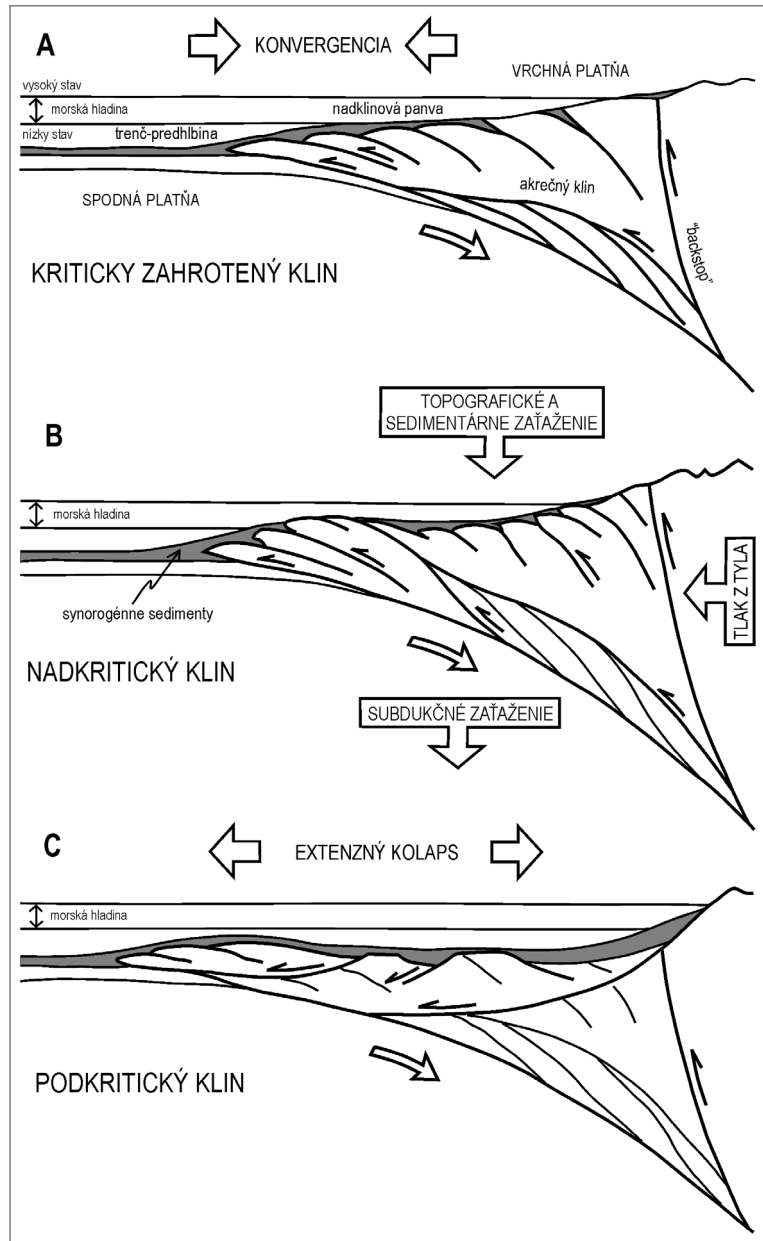 A
KONVERGENCIA
VRCHNÁ PLATŇA
vysoký stav
morská hladina
nadklinová panva
nízky stav
trenč-predhlbina
akrečný klin
SPODNÁ PLATŇA
"backstop"
KRITICKY ZAHROTENÝ KLIN
TOPOGRAFICKÉ A
SEDIMENTÁRNE ZAŤAŽENIE
B
morská hladina
TLAK Z TYLA
synorogénne sedimenty
NADKRITICKÝ KLIN
SUBDUKČNÉ ZAŤAŽENIE
C
EXTENZNÝ KOLAPS
morská hladina
PODKRITICKÝ KLIN